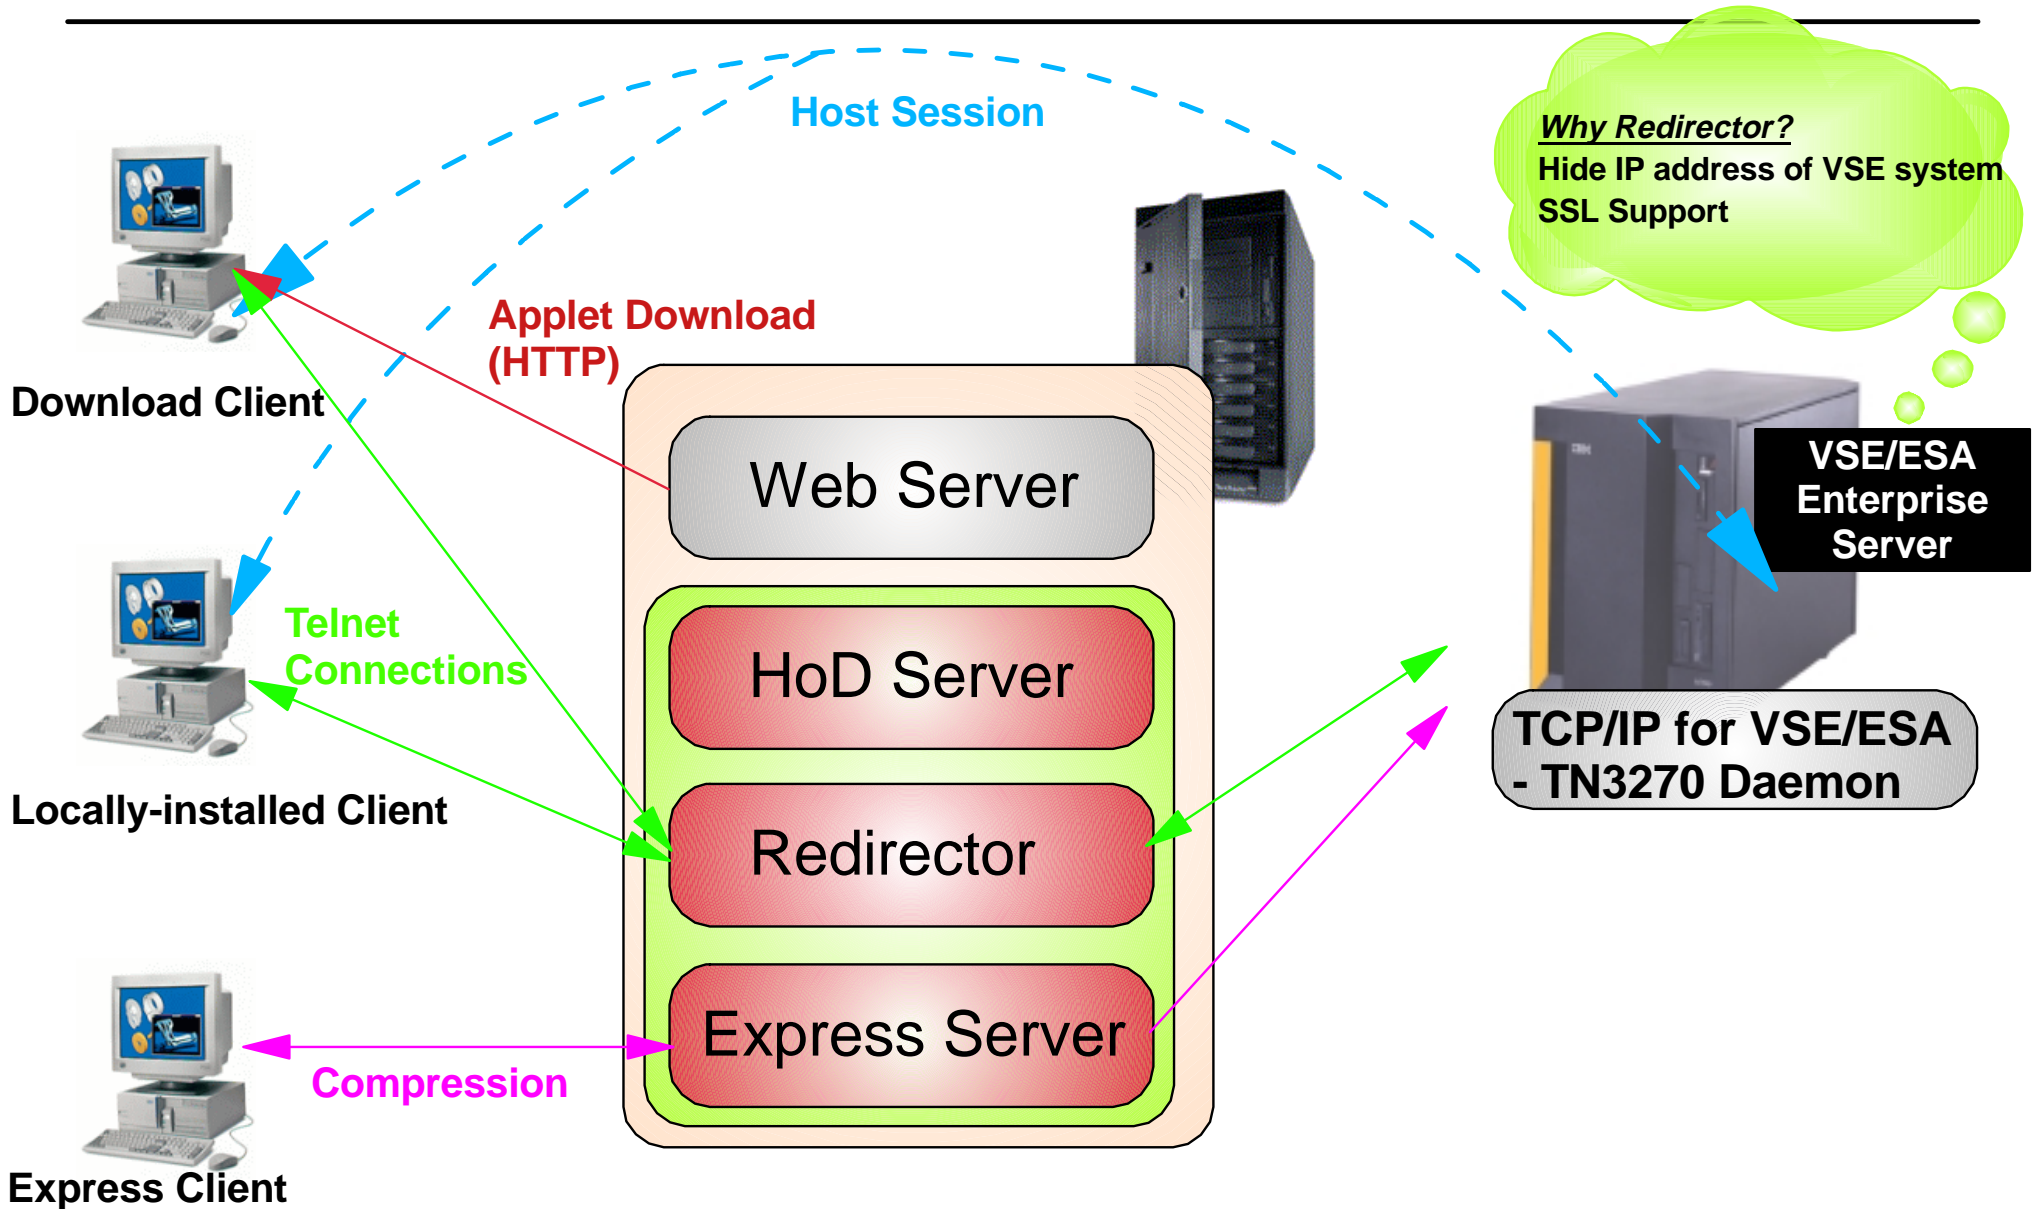 Host Session
Why Redirector?
Hide IP address of VSE system
SSL Support
Applet Download
(HTTP)
Download Client
Web Server
VSE/ESA
Enterprise
Server
Telnet
Connections
HoD Server
TCP/IP for VSE/ESA
- TN3270 Daemon
Locally-installed Client
Redirector
Express Server
Compression
Express Client